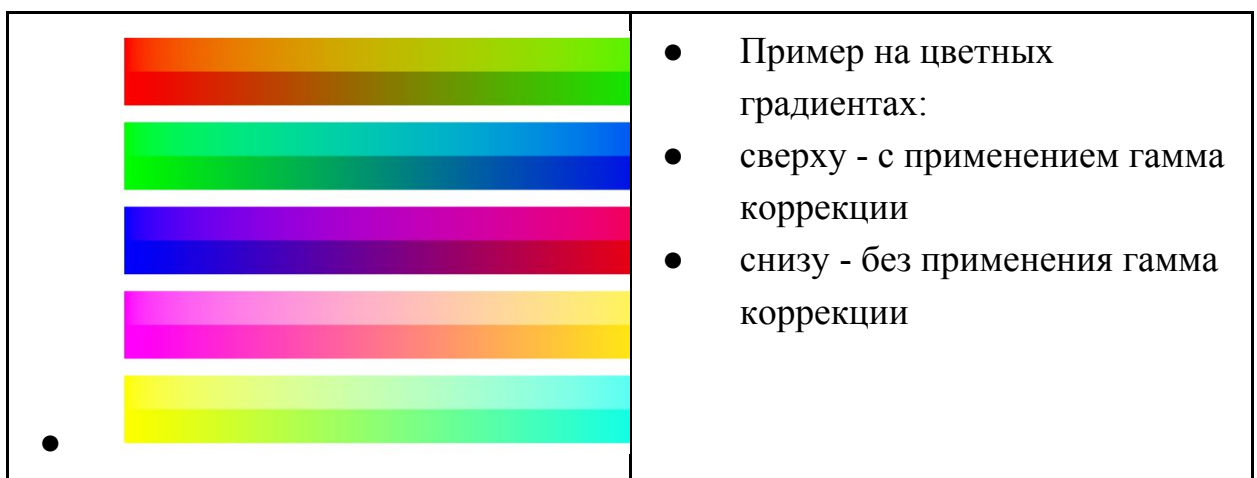 ● Пример на цветных
градиентах:
● сверху - с применением гамма
коррекции
● снизу - без применения гамма
коррекции
●